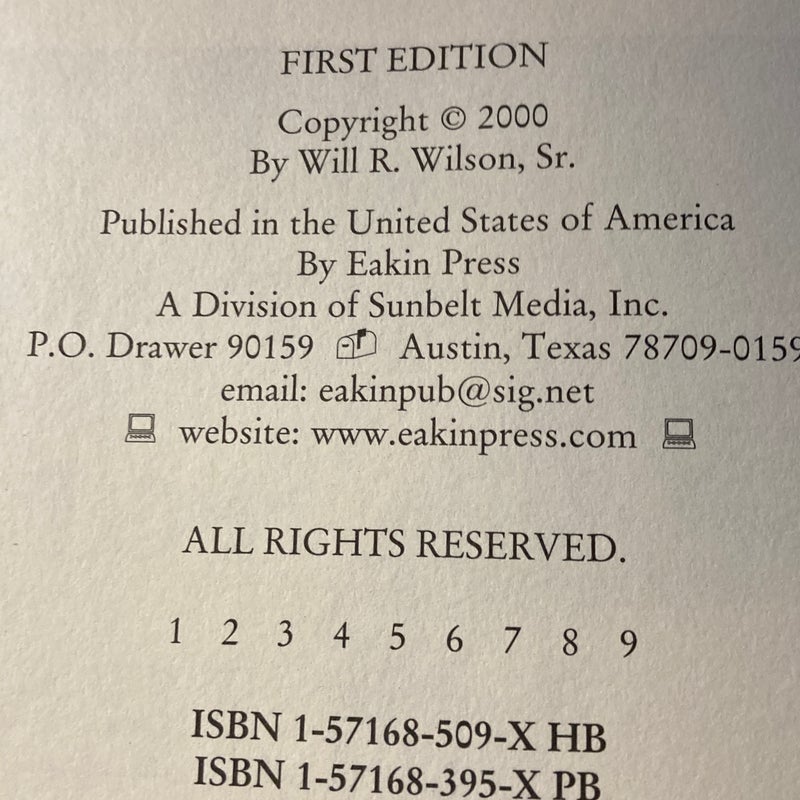 FIRST EDITION
Copyright © 2000
By Will R. Wilson, Sr.
Published in the United States of America
By Eakin Press
A Division of Sunbelt Media, Inc.
P.O. Drawer 90159 Austin, Texas 78709-0159
email: eakinpub@sig.net
website: www.eakinpress.com
ALL RIGHTS RESERVED.
1 2 3 4 5 6 7 8 9
ISBN 1-57168-509-X HB
ISBN 1-57168-395-X PB